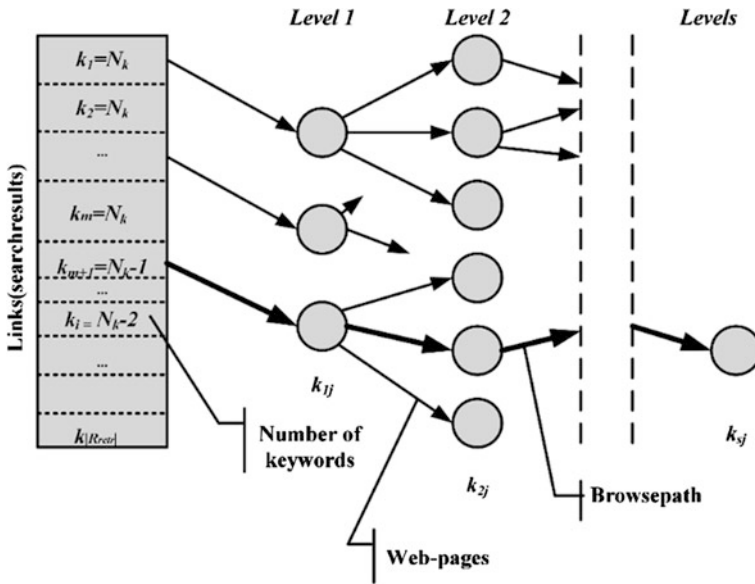 Level 1 Level 2 Levels
Links(searchresults)
k1=Nk
k2=Nk
...
km=Nk
km+1=Nk-1
...
ki = Nk-2
...
k|Rretr|
k1j
k2j
ksj
Number of
keywords
Browsepath
Web-pages